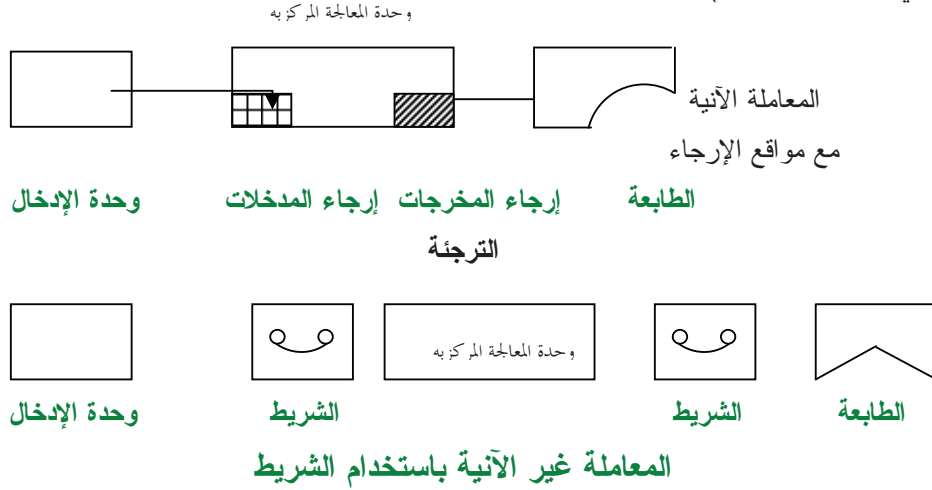 وحدة المعالجة المركزيه
المعاملة الآنية
مع مواقع الإرجاء
الطابعة إرجاء المخرجات إرجاء المدخلات وحدة الإدخال
الترجئة
وحدة المعالجة المركزيه
الطابعة الشريط الشريط وحدة الإدخال
المعاملة غير الآنية باستخدام الشريط